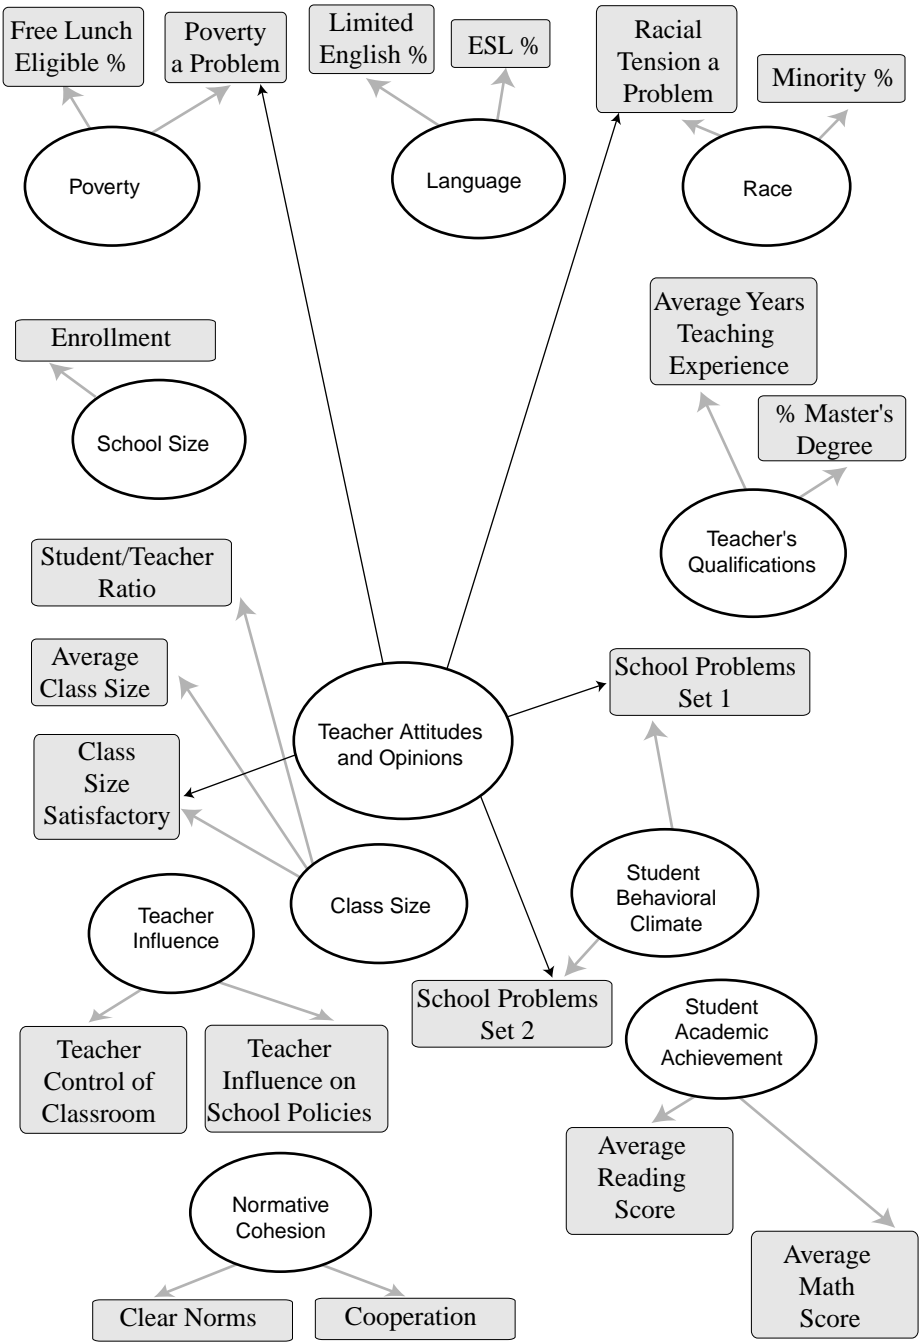 Free Lunch
Eligible %
Poverty
a Problem
Limited
English %
ESL %
Racial
Tension a
Problem
Minority %
Poverty
Language
Race
Average Years
Teaching
Experience
Enrollment
School Size
% Master's
Degree
Teacher's
Qualifications
Student/Teacher
Ratio
Average
Class Size
School Problems
Set 1
Teacher Attitudes
and Opinions
Class
Size
Satisfactory
Student
Behavioral
Climate
Class Size
Teacher
Influence
School Problems
Set 2
Student
Academic
Achievement
Teacher
Control of
Classroom
Teacher
Influence on
School Policies
Average
Reading
Score
Normative
Cohesion
Average
Math
Score
Clear Norms
Cooperation